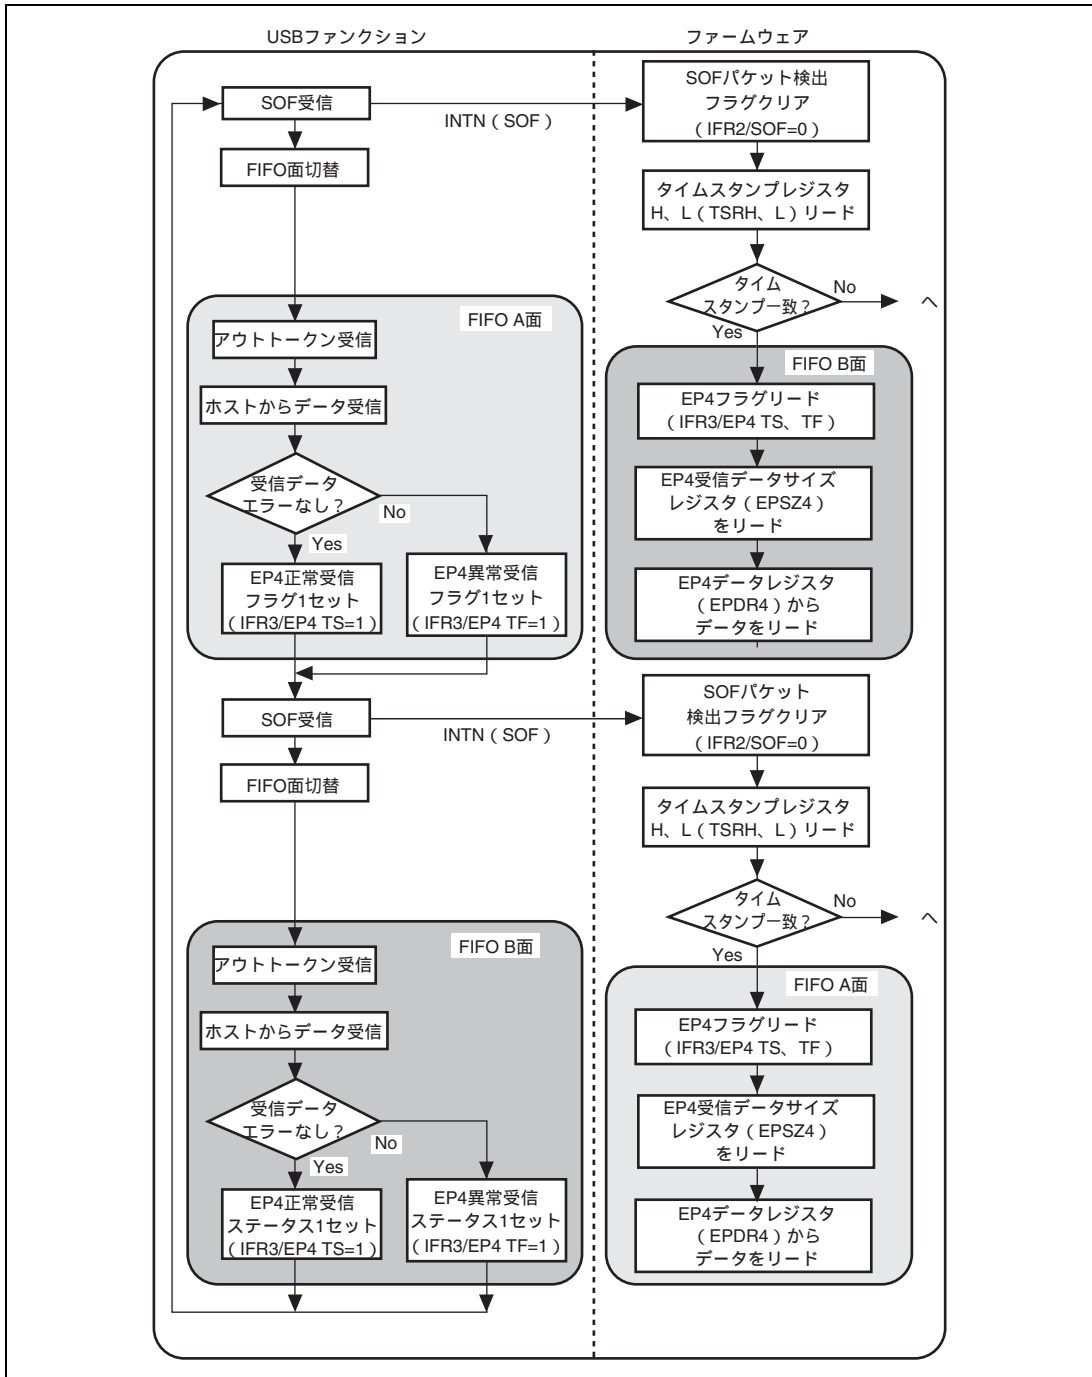 USBファンクション
ファームウェア
SOF受信
INTN(SOF)
SOFパケット検出
フラグクリア
(IFR2/SOF=0)
FIFO面切替
タイムスタンプレジスタ
H、L(TSRH、L)リード
タイム
スタンプ一致?
No
へ
Yes
FIFO A面
アウトトークン受信
ホストからデータ受信
受信データ
エラーなし?
No
Yes
EP4正常受信
フラグ1セット
(IFR3/EP4 TS=1)
EP4異常受信
フラグ1セット
(IFR3/EP4 TF=1)
FIFO B面
EP4フラグリード
(IFR3/EP4 TS、TF)
EP4受信データサイズ
レジスタ(EPSZ4)
をリード
EP4データレジスタ
(EPDR4)から
データをリード
SOF受信
INTN(SOF)
SOFパケット
検出フラグクリア
(IFR2/SOF=0)
FIFO面切替
タイムスタンプレジスタ
H、L(TSRH、L)リード
タイム
スタンプ一致?
No
へ
Yes
FIFO B面
アウトトークン受信
ホストからデータ受信
受信データ
エラーなし?
No
Yes
EP4正常受信
ステータス1セット
(IFR3/EP4 TS=1)
EP4異常受信
ステータス1セット
(IFR3/EP4 TF=1)
FIFO A面
EP4フラグリード
(IFR3/EP4 TS、TF)
EP4受信データサイズ
レジスタ(EPSZ4)
をリード
EP4データレジスタ
(EPDR4)から
データをリード